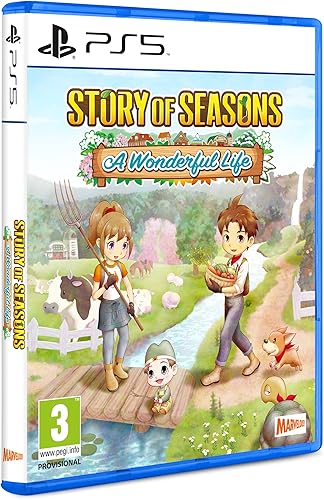 PS5
PS5
STORY OF SEASONS
A Wonderful Life
STORY OF SEASONS
A Wonderful Life
3
www.pegi.info
PROVISIONAL
MARVELOUS!